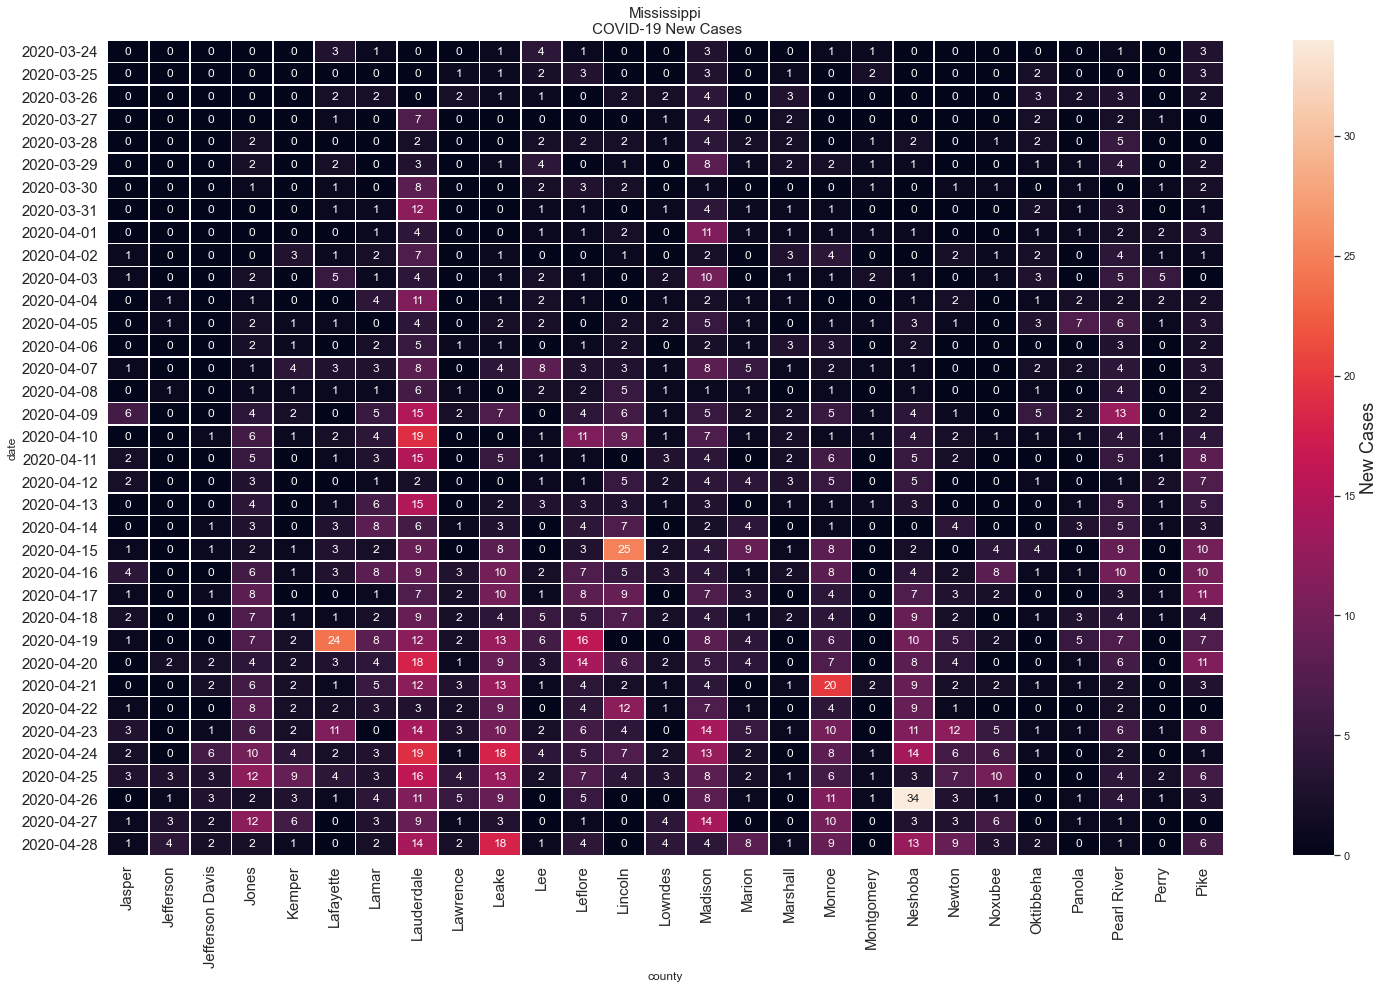 Mississippi
COVID-19 New Cases
2020-03-24 0 0 0 0 0 3 1 0 0 1 4 1 0 0 3 0 0 1 1 0 0 0 0 0 1 0 3
2020-03-25 0 0 0 0 0 0 0 0 1 1 2 3 0 0 3 0 1 0 2 0 0 0 2 0 0 0 3
2020-03-26 0 0 0 0 0 2 2 0 2 1 1 0 2 2 4 0 3 0 0 0 0 0 3 2 3 0 2
2020-03-27 0 0 0 0 0 1 0 7 0 0 0 0 0 1 4 0 2 0 0 0 0 0 2 0 2 1 0
2020-03-28 0 0 0 2 0 0 0 2 0 0 2 2 2 1 4 2 2 0 1 2 0 1 2 0 5 0 0
2020-03-29 0 0 0 2 0 2 0 3 0 1 4 0 1 0 8 1 2 2 1 1 0 0 1 1 4 0 2
2020-03-30 0 0 0 1 0 1 0 8 0 0 2 3 2 0 1 0 0 0 1 0 1 1 0 1 0 1 2
2020-03-31 0 0 0 0 0 1 1 12 0 0 1 1 0 1 4 1 1 1 0 0 0 0 2 1 3 0 1
2020-04-01 0 0 0 0 0 0 1 4 0 0 1 1 2 0 11 1 1 1 1 1 0 0 1 1 2 2 3
2020-04-02 1 0 0 0 3 1 2 7 0 1 0 0 1 0 2 0 3 4 0 0 2 1 2 0 4 1 1
2020-04-03 1 0 0 2 0 5 1 4 0 1 2 1 0 2 10 0 1 1 2 1 0 1 3 0 5 5 0
2020-04-04 0 1 0 1 0 0 4 11 0 1 2 1 0 1 2 1 1 0 0 1 2 0 1 2 2 2 2
2020-04-05 0 1 0 2 1 1 0 4 0 2 2 0 2 2 5 1 0 1 1 3 1 0 3 7 6 1 3
2020-04-06 0 0 0 2 1 0 2 5 1 1 0 1 2 0 2 1 3 3 0 2 0 0 0 0 3 0 2
2020-04-07 1 0 0 1 4 3 3 8 0 4 8 3 3 1 8 5 1 2 1 1 0 0 2 2 4 0 3
2020-04-08 0 1 0 1 1 1 1 6 1 0 2 2 5 1 1 1 0 1 0 1 0 0 1 0 4 0 2
2020-04-09 6 0 0 4 2 0 5 15 2 7 0 4 6 1 5 2 2 5 1 4 1 0 5 2 13 0 2
2020-04-10 0 0 1 6 1 2 4 19 0 0 1 11 9 1 7 1 2 1 1 4 2 1 1 1 4 1 4
2020-04-11 2 0 0 5 0 1 3 15 0 5 1 1 0 3 4 0 2 6 0 5 2 0 0 0 5 1 8
2020-04-12 2 0 0 3 0 0 1 2 0 0 1 1 5 2 4 4 3 5 0 5 0 0 1 0 1 2 7
2020-04-13 0 0 0 4 0 1 6 15 0 2 3 3 3 1 3 0 1 1 1 3 0 0 0 1 5 1 5
2020-04-14 0 0 1 3 0 3 8 6 1 3 0 4 7 0 2 4 0 1 0 0 4 0 0 3 5 1 3
2020-04-15 1 0 1 2 1 3 2 9 0 8 0 3 25 2 4 9 1 8 0 2 0 4 4 0 9 0 10
2020-04-16 4 0 0 6 1 3 8 9 3 10 2 7 5 3 4 1 2 8 0 4 2 8 1 1 10 0 10
2020-04-17 1 0 1 8 0 0 1 7 2 10 1 8 9 0 7 3 0 4 0 7 3 2 0 0 3 1 11
2020-04-18 2 0 0 7 1 1 2 9 2 4 5 5 7 2 4 1 2 4 0 9 2 0 1 3 4 1 4
2020-04-19 1 0 0 7 2 24 8 12 2 13 6 16 0 0 8 4 0 6 0 10 5 2 0 5 7 0 7
2020-04-20 0 2 2 4 2 3 4 18 1 9 3 14 6 2 5 4 0 7 0 8 4 0 0 1 6 0 11
2020-04-21 0 0 2 6 2 1 5 12 3 13 1 4 2 1 4 0 1 20 2 9 2 2 1 1 2 0 3
2020-04-22 1 0 0 8 2 2 3 3 2 9 0 4 12 1 7 1 0 4 0 9 1 0 0 0 2 0 0
2020-04-23 3 0 1 6 2 11 0 14 3 10 2 6 4 0 14 5 1 10 0 11 12 5 1 1 6 1 8
2020-04-24 2 0 6 10 4 2 3 19 1 18 4 5 7 2 13 2 0 8 1 14 6 6 1 0 2 0 1
2020-04-25 3 3 3 12 9 4 3 16 4 13 2 7 4 3 8 2 1 6 1 3 7 10 0 0 4 2 6
2020-04-26 0 1 3 2 3 1 4 11 5 9 0 5 0 0 8 1 0 11 1 34 3 1 0 1 4 1 3
2020-04-27 1 3 2 12 6 0 3 9 1 3 0 1 0 4 14 0 0 10 0 3 3 6 0 1 1 0 0
2020-04-28 1 4 2 2 1 0 2 14 2 18 1 4 0 4 4 8 1 9 0 13 9 3 2 0 1 0 6
date
Jasper Jefferson Jefferson Davis Jones Kemper Lafayette Lamar Lauderdale Lawrence Leake Lee Leflore Lincoln Lowndes Madison Marion Marshall Monroe Montgomery Neshoba Newton Noxubee Oktibbeha Panola Pearl River Perry Pike
county
30
25
20
15
10
5
0
New Cases